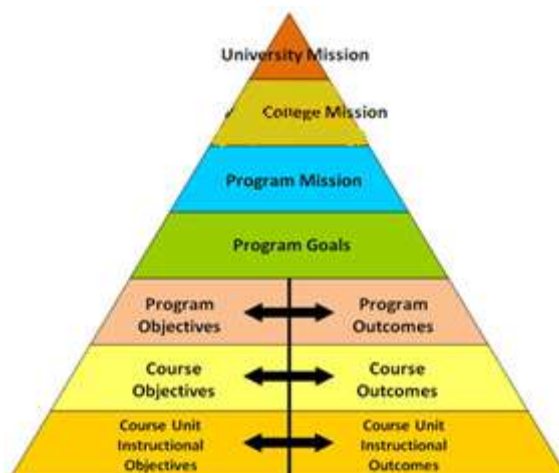 University Mission
College Mission
Program Mission
Program Goals
Program
Objectives
Program
Outcomes
Course
Objectives
Course
Outcomes
Course Unit
Instructional
Objectives
Course Unit
Instructional
Outcomes